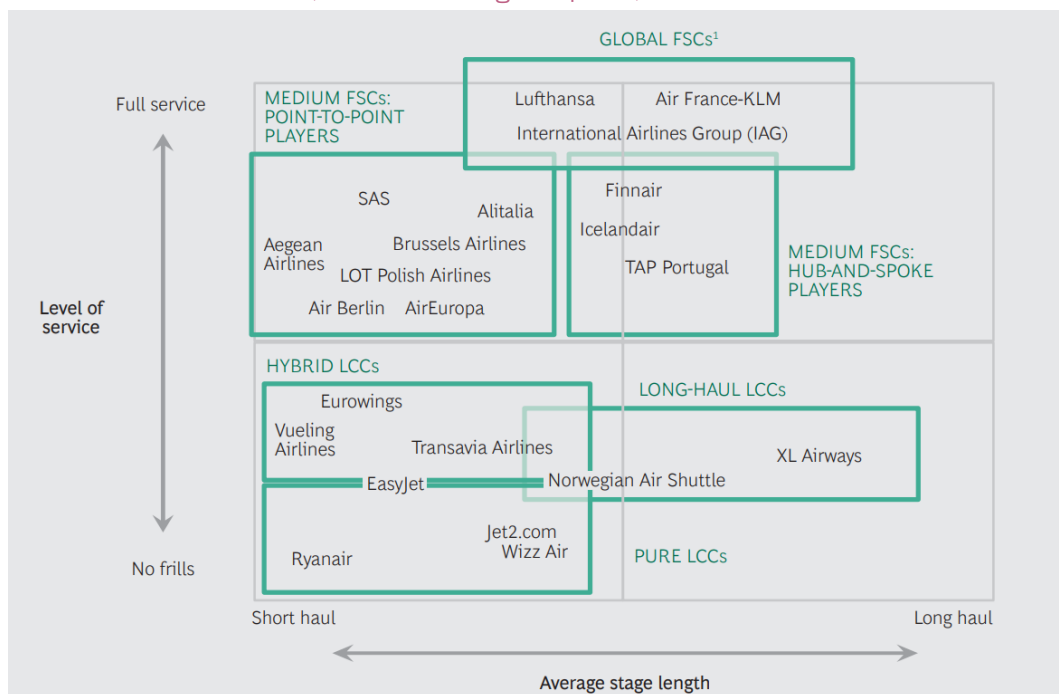 GLOBAL FSCs¹
Full service
MEDIUM FSCs:
POINT-TO-POINT
PLAYERS
Lufthansa
Air France-KLM
International Airlines Group (IAG)
SAS
Alitalia
Aegean
Airlines
Brussels Airlines
LOT Polish Airlines
Air Berlin
AirEuropa
Finnair
Icelandair
TAP Portugal
MEDIUM FSCs:
HUB-AND-SPOKE
PLAYERS
Level of
service
HYBRID LCCs
Eurowings
Vueling
Airlines
Transavia Airlines
EasyJet
LONG-HAUL LCCs
XL Airways
Norwegian Air Shuttle
Jet2.com
Wizz Air
Ryanair
PURE LCCs
No frills
Short haul
Long haul
Average stage length